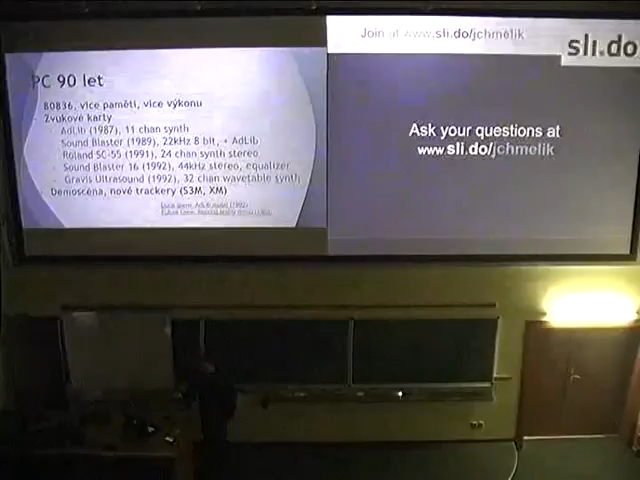 PC 90 let
80836, více paměti, více výkonu
Zvukové karty
AdLib (1987), 11 chan synth
Sound Blaster (1989), 22kHz 8 bit, + AdLib
Roland SC-55 (1991), 24 chan synth stereo
Sound Blaster 16 (1992), 44kHz stereo, equalizer
Gravis Ultrasound (1992), 32 chan wavetable synth
Demoscéna, nové trackery (S3M, XM)
Join at www.sli.do/jchmelik
sli.do
Ask your questions at
www.sli.do/jchmelik